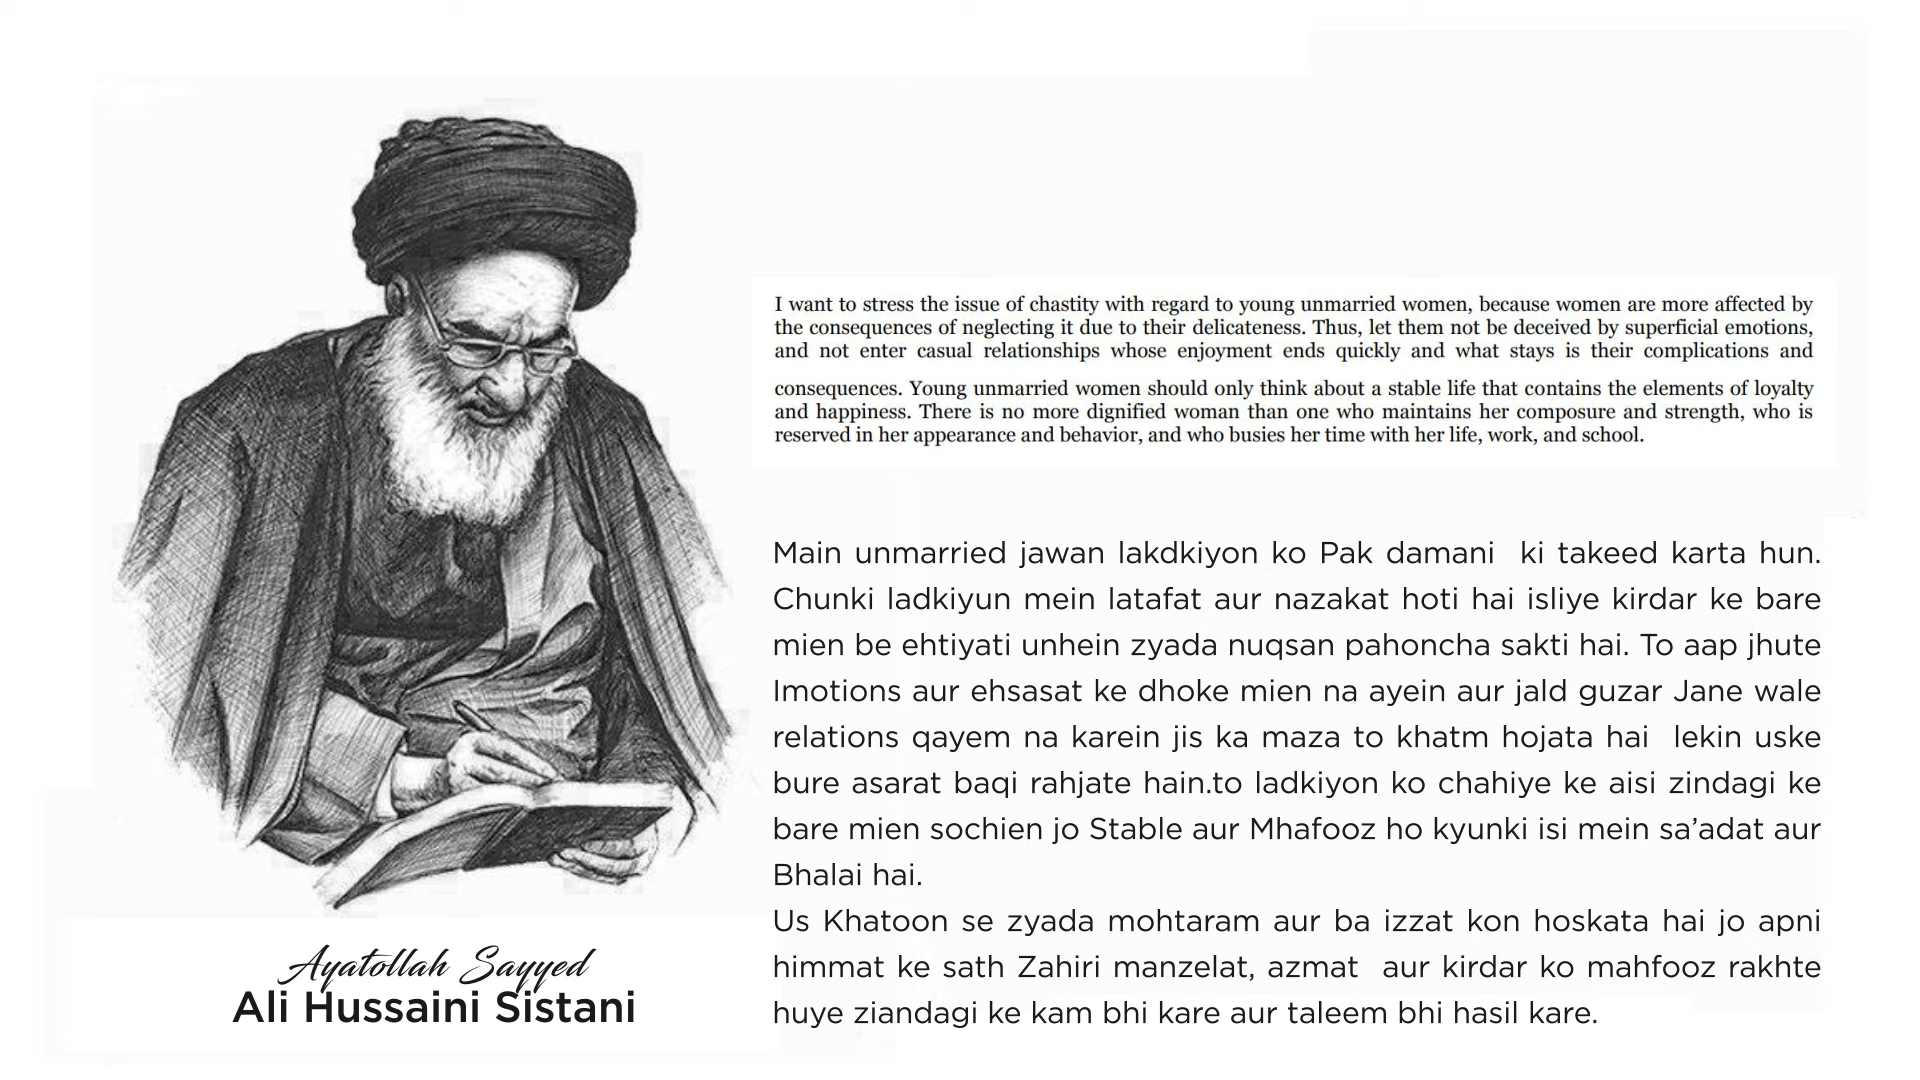 I want to stress the issue of chastity with regard to young unmarried women, because women are more affected by
the consequences of neglecting it due to their delicateness. Thus, let them not be deceived by superficial emotions,
and not enter casual relationships whose enjoyment ends quickly and what stays is their complications and
consequences. Young unmarried women should only think about a stable life that contains the elements of loyalty
and happiness. There is no more dignified woman than one who maintains her composure and strength, who is
reserved in her appearance and behavior, and who busies her time with her life, work, and school.
Main unmarried jawan lakdkiyon ko Pak damani ki takeed karta hun.
Chunki ladkiyun mein latafat aur nazakat hoti hai isliye kirdar ke bare
mien be ehtiyati unhein zyada nuqsan pahoncha sakti hai. To aap jhute
Imotions aur ehsasat ke dhoke mien na ayein aur jald guzar Jane wale
relations qayem na karein jis ka maza to khatm hojata hai lekin uske
bure asarat baqi rahjate hain.to ladkiyon ko chahiye ke aisi zindagi ke
bare mien sochien jo Stable aur Mhafooz ho kyunki isi mein sa’adat aur
Bhalai hai.
Us Khatoon se zyada mohtaram aur ba izzat kon hoskata hai jo apni
himmat ke sath Zahiri manzelat, azmat aur kirdar ko mahfooz rakhte
huye ziandagi ke kam bhi kare aur taleem bhi hasil kare.
Ayatollah Sayyed
Ali Hussaini Sistani